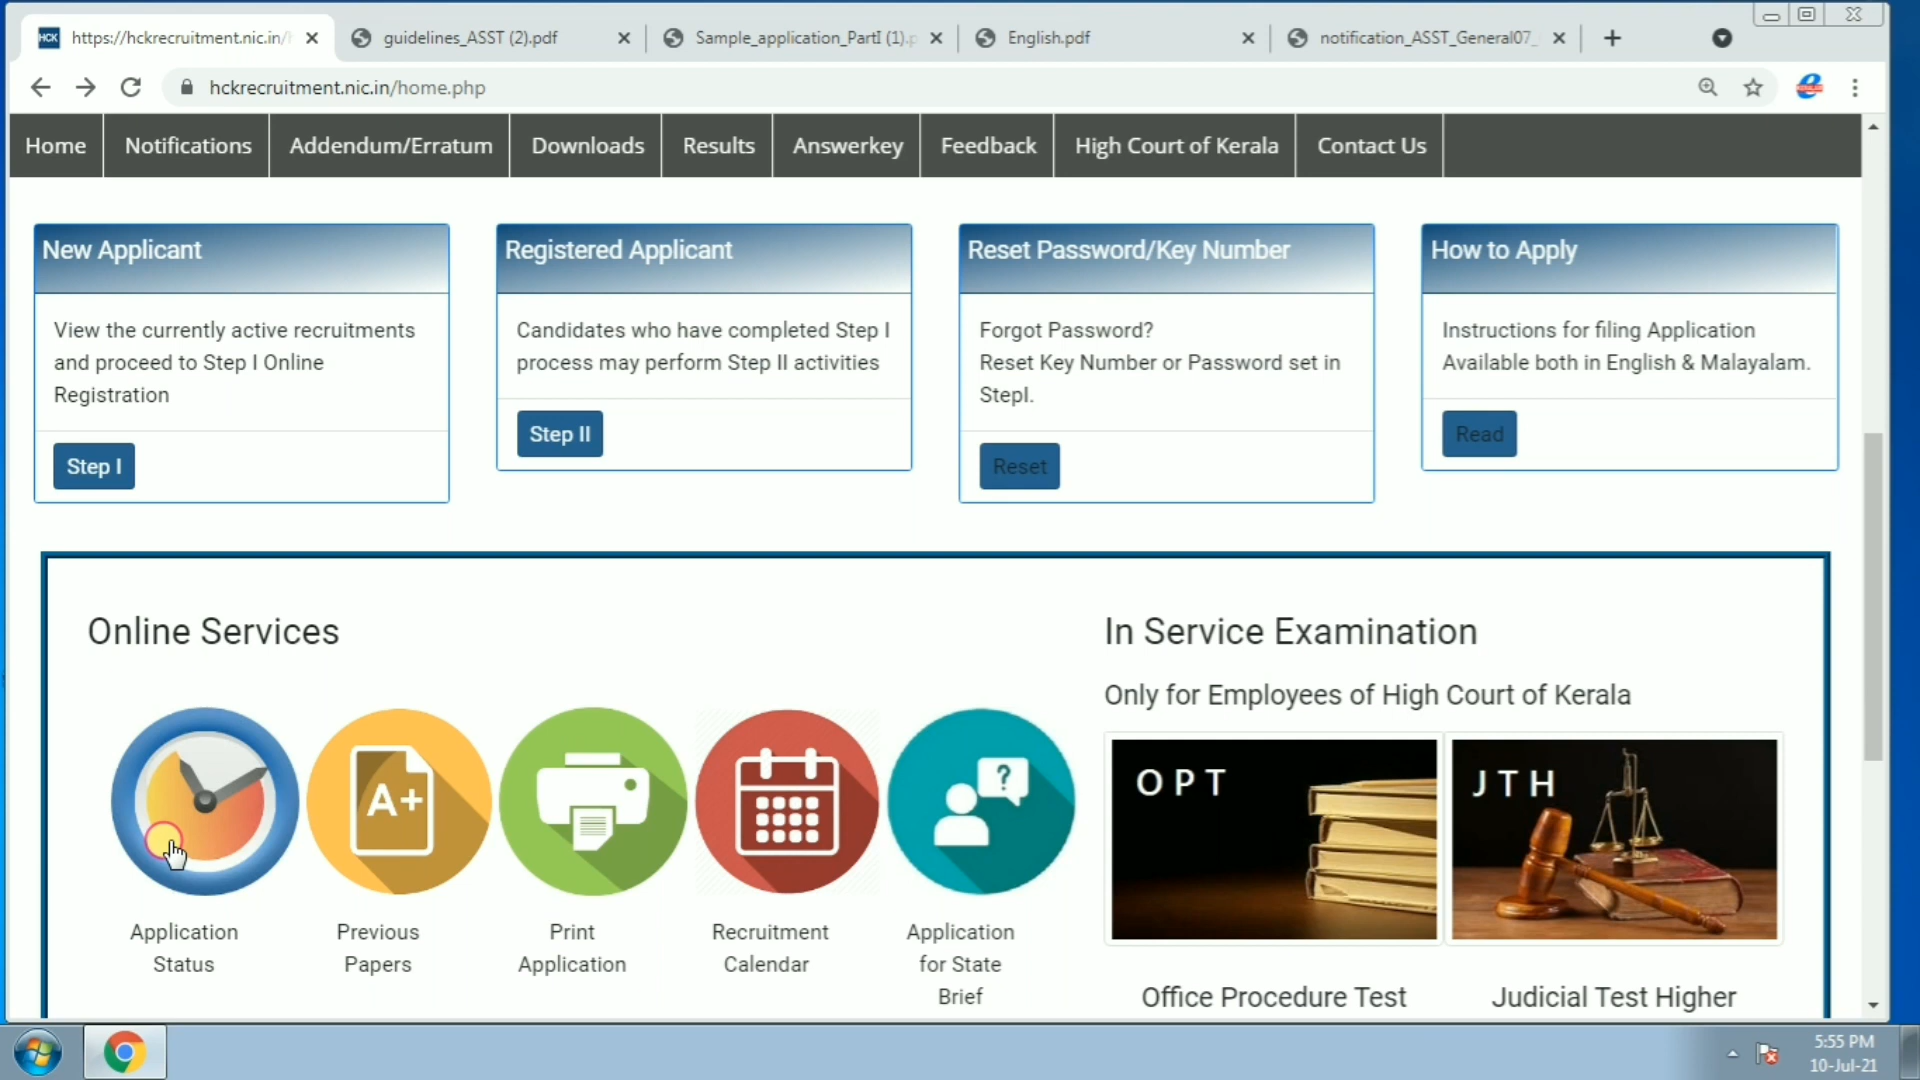 HCK https://hckrecruitment.nic.in/
guidelines_ASST (2).pdf
Sample_application_PartI (1).p
English.pdf
notification_ASST_General07_
hckrecruitment.nic.in/home.php
Home
Notifications
Addendum/Erratum
Downloads
Results
Answerkey
Feedback
High Court of Kerala
Contact Us
New Applicant
View the currently active recruitments
and proceed to Step I Online
Registration
Step I
Registered Applicant
Candidates who have completed Step I
process may perform Step II activities
Step II
Reset Password/Key Number
Forgot Password?
Reset Key Number or Password set in
StepI.
Reset
How to Apply
Instructions for filing Application
Available both in English & Malayalam.
Read
Online Services
A+
?
Application
Status
Previous
Papers
Print
Application
Recruitment
Calendar
Application
for State
Brief
In Service Examination
Only for Employees of High Court of Kerala
OPT
JTH
Office Procedure Test
Judicial Test Higher
5:55 PM
10-Jul-21